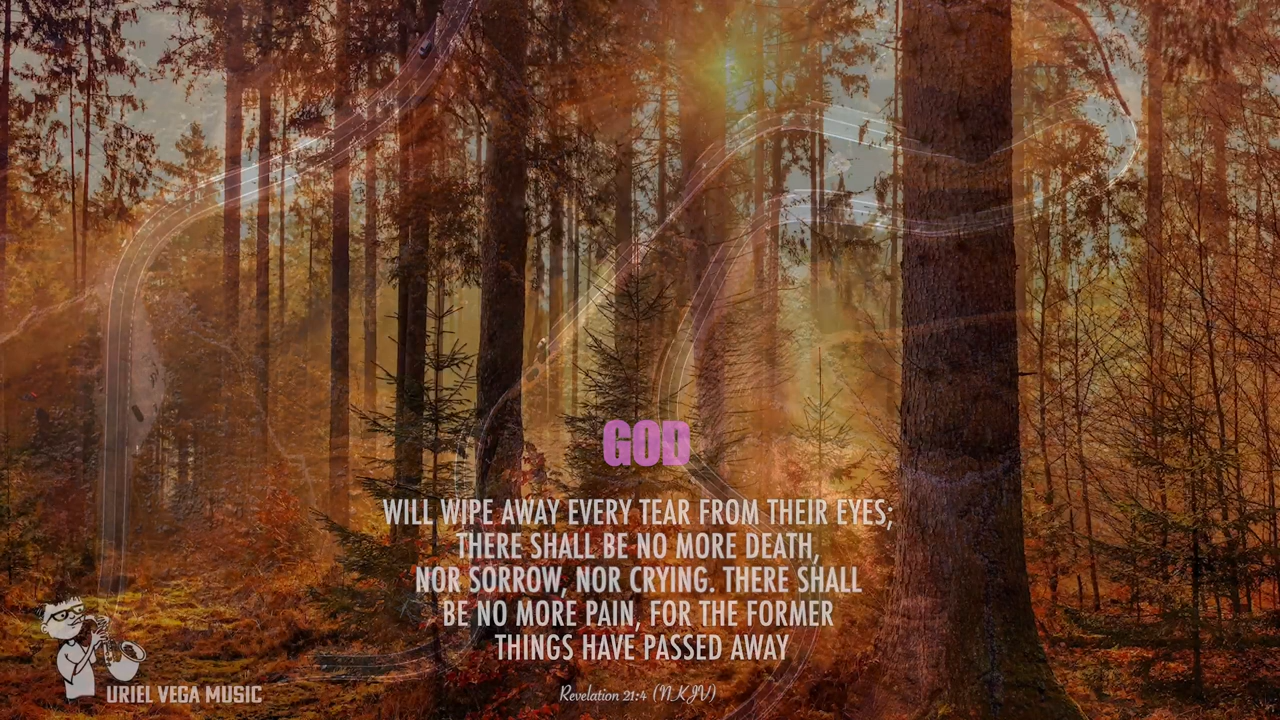 GOD
WILL WIPE AWAY EVERY TEAR FROM THEIR EYES;
THERE SHALL BE NO MORE DEATH,
NOR SORROW, NOR CRYING. THERE SHALL
BE NO MORE PAIN, FOR THE FORMER
THINGS HAVE PASSED AWAY
Revelation 21:4 (NKJV)
URIEL VEGA MUSIC